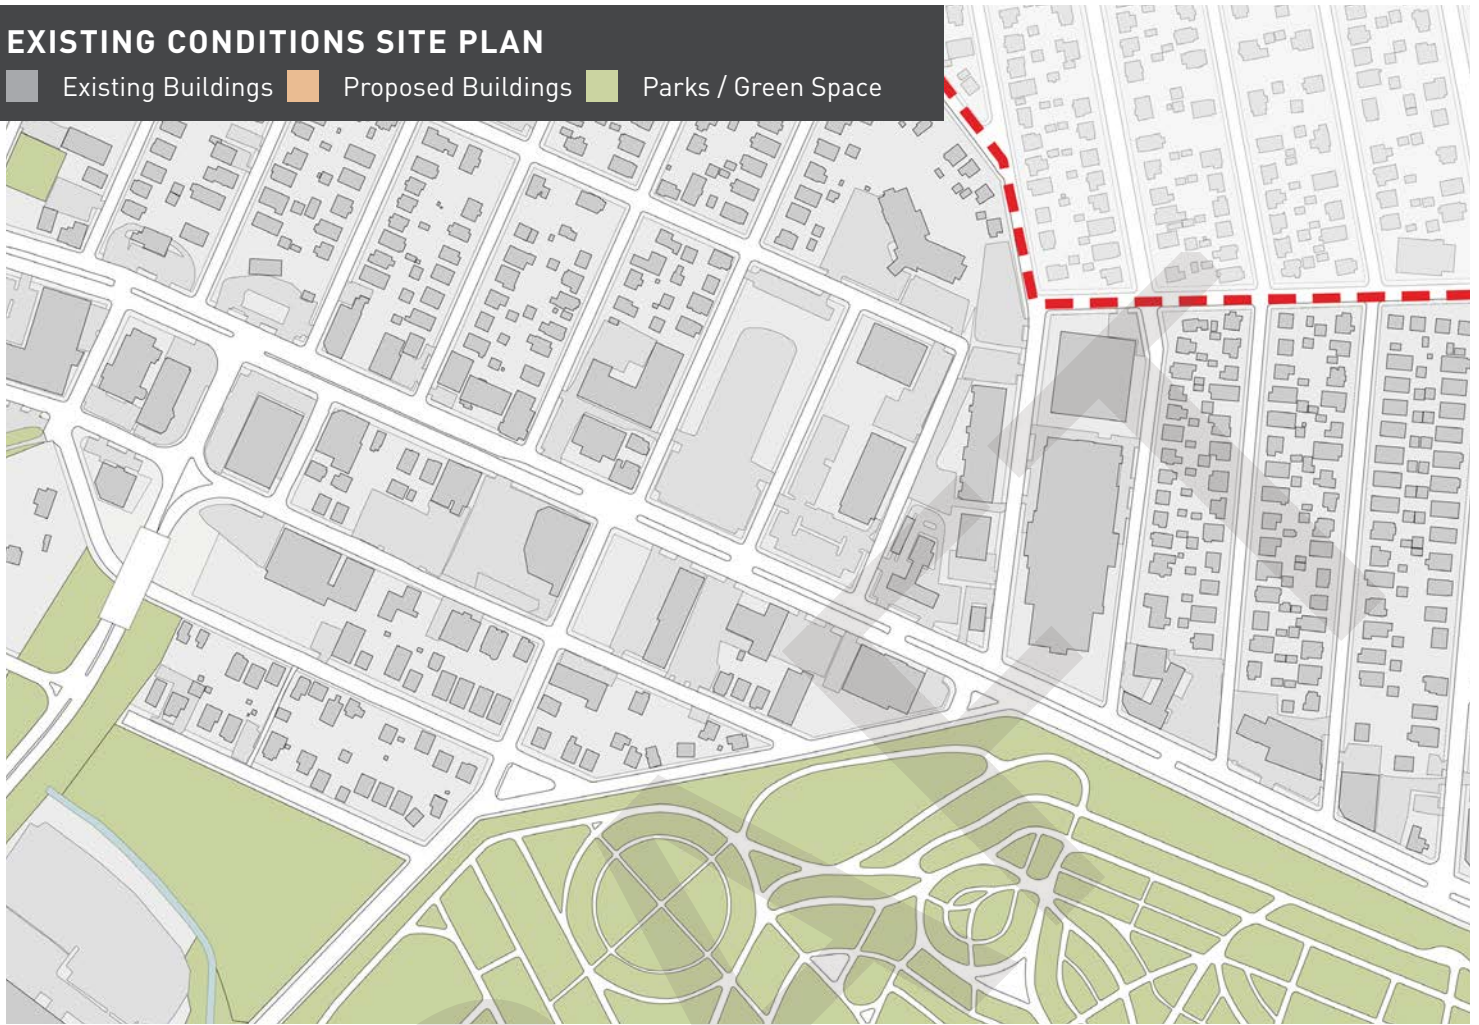 EXISTING CONDITIONS SITE PLAN
Existing Buildings Proposed Buildings Parks / Green Space